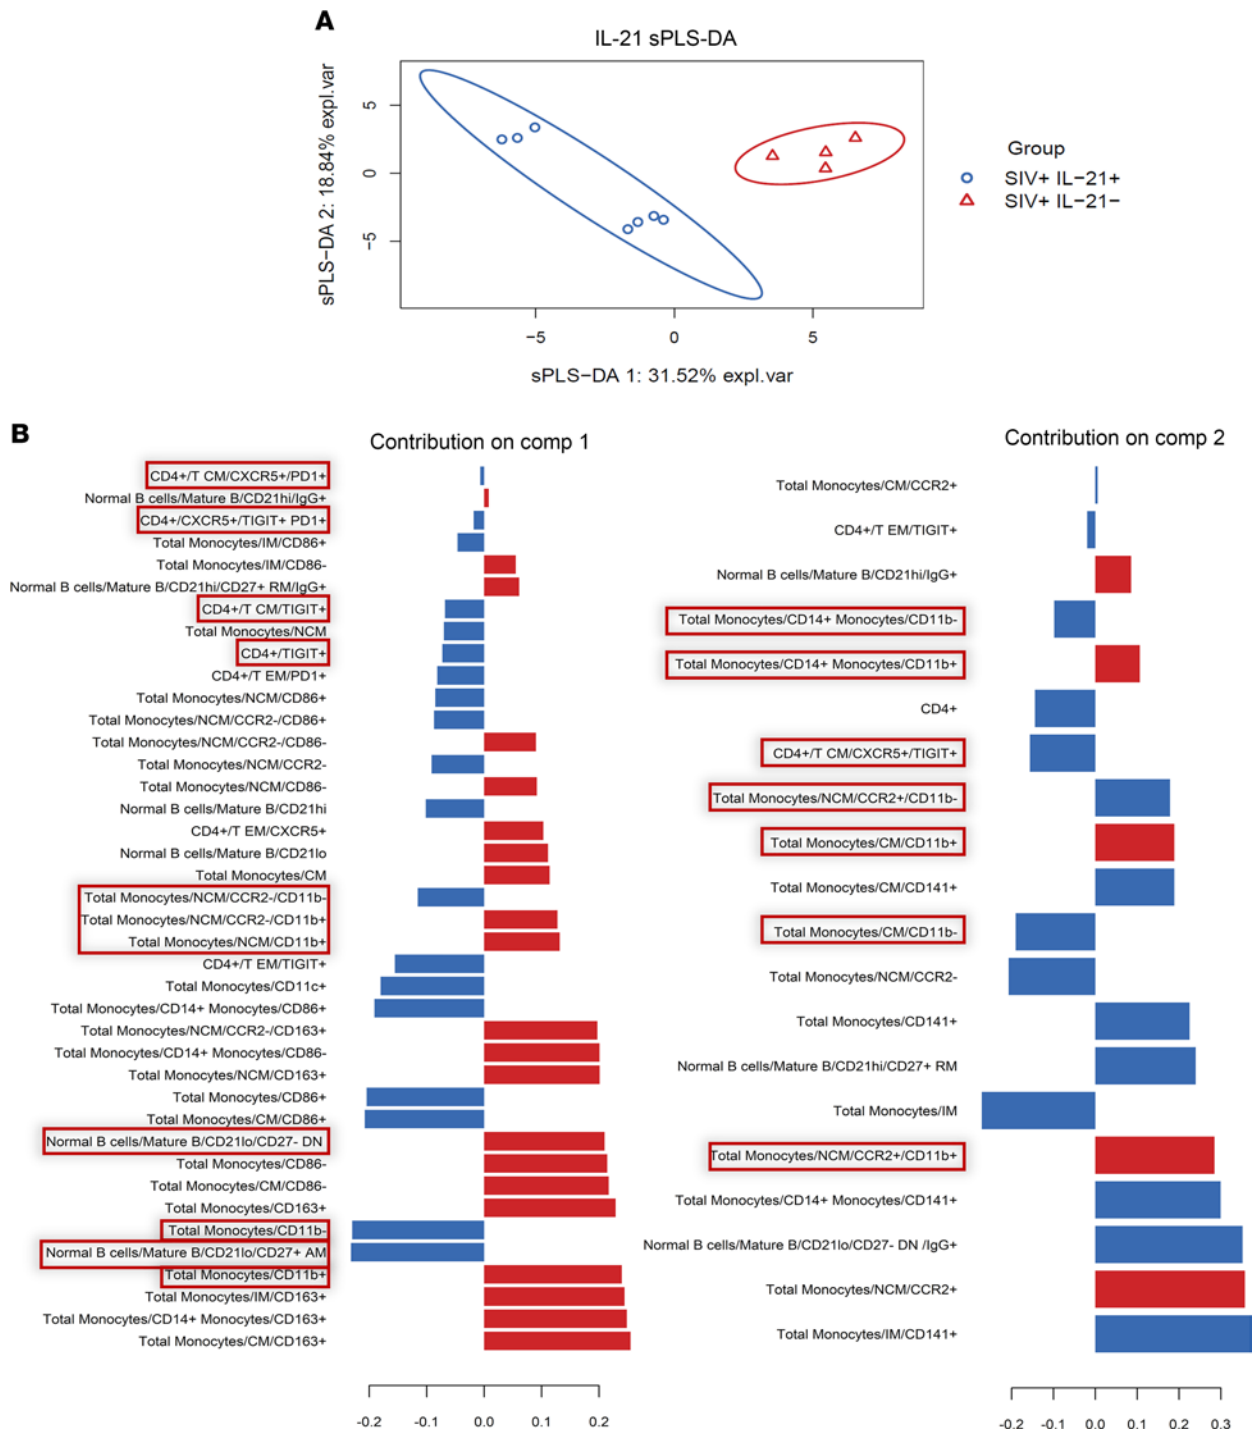 A
IL-21 sPLS-DA
sPLS-DA 2: 18.84% expl.var
5
0
-5
-5
0
5
sPLS-DA 1: 31.52% expl.var
Group
SIV+ IL-21+
SIV+ IL-21-
B
Contribution on comp 1
CD4+/T CM/CXCR5+/PD1+
Normal B cells/Mature B/CD21hi/IgG+
CD4+/CXCR5+/TIGIT+ PD1+
Total Monocytes/IM/CD86+
Total Monocytes/IM/CD86-
Normal B cells/Mature B/CD21hi/CD27+ RM/IgG+
CD4+/T CM/TIGIT+
Total Monocytes/NCM
CD4+/TIGIT+
CD4+/T EM/PD1+
Total Monocytes/NCM/CD86+
Total Monocytes/NCM/CCR2-/CD86+
Total Monocytes/NCM/CCR2-/CD86-
Total Monocytes/NCM/CCR2-
Total Monocytes/NCM/CD86-
Normal B cells/Mature B/CD21hi
CD4+/T EM/CXCR5+
Normal B cells/Mature B/CD21lo
Total Monocytes/CM
Total Monocytes/NCM/CCR2-/CD11b-
Total Monocytes/NCM/CCR2-/CD11b+
Total Monocytes/NCM/CD11b+
CD4+/T EM/TIGIT+
Total Monocytes/CD11c+
Total Monocytes/CD14+ Monocytes/CD86+
Total Monocytes/NCM/CCR2-/CD163+
Total Monocytes/CD14+ Monocytes/CD86-
Total Monocytes/NCM/CD163+
Total Monocytes/CD86+
Total Monocytes/CM/CD86+
Normal B cells/Mature B/CD21lo/CD27- DN
Total Monocytes/CD86-
Total Monocytes/CM/CD86-
Total Monocytes/CD163+
Total Monocytes/CD11b-
Normal B cells/Mature B/CD21lo/CD27+ AM
Total Monocytes/CD11b+
Total Monocytes/IM/CD163+
Total Monocytes/CD14+ Monocytes/CD163+
Total Monocytes/CM/CD163+
-0.2 -0.1 0.0 0.1 0.2
Contribution on comp 2
Total Monocytes/CM/CCR2+
CD4+/T EM/TIGIT+
Normal B cells/Mature B/CD21hi/IgG+
Total Monocytes/CD14+ Monocytes/CD11b-
Total Monocytes/CD14+ Monocytes/CD11b+
CD4+
CD4+/T CM/CXCR5+/TIGIT+
Total Monocytes/NCM/CCR2+/CD11b-
Total Monocytes/CM/CD11b+
Total Monocytes/CM/CD141+
Total Monocytes/CM/CD11b-
Total Monocytes/NCM/CCR2-
Total Monocytes/CD141+
Normal B cells/Mature B/CD21hi/CD27+ RM
Total Monocytes/IM
Total Monocytes/NCM/CCR2+/CD11b+
Total Monocytes/CD14+ Monocytes/CD141+
Normal B cells/Mature B/CD21lo/CD27- DN /IgG+
Total Monocytes/NCM/CCR2+
Total Monocytes/IM/CD141+
-0.2 -0.1 0.0 0.2 0.3